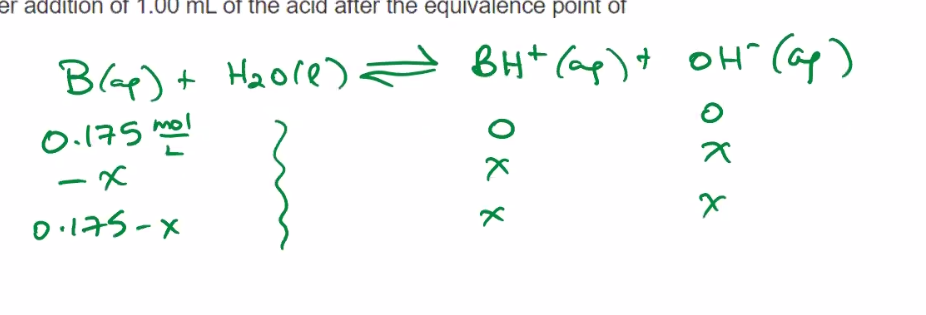 er addition of 1.00 mL of the acid after the equivalence point of
B(aq) + H2O(l) ⇌ BH+(aq) + OH-(aq)
0.175 mol/L 0 0
- x x x
0.175-x x x